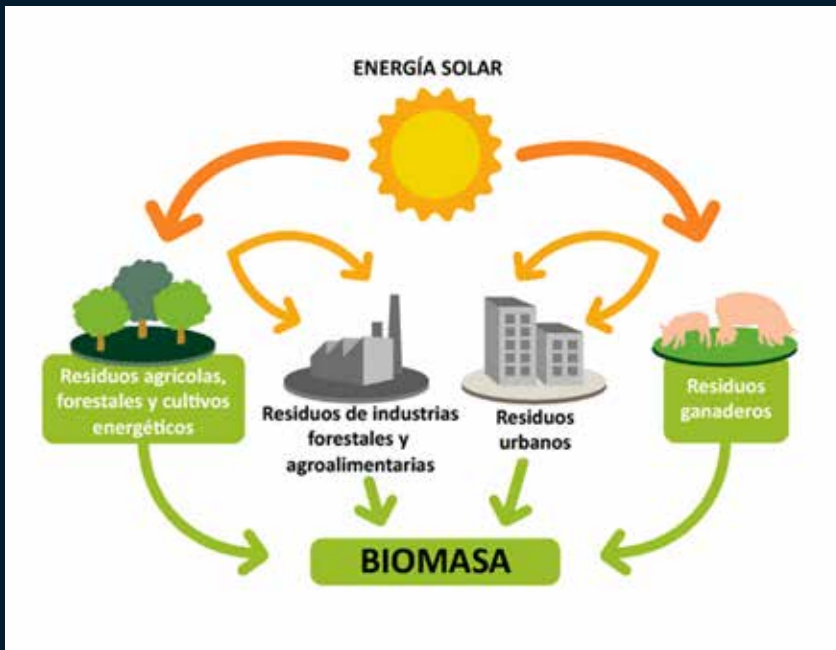 ENERGÍA SOLAR
Residuos agrícolas,
forestales y cultivos
energéticos
Residuos de industrias
forestales y
agroalimentarias
Residuos
urbanos
Residuos
ganaderos
BIOMASA